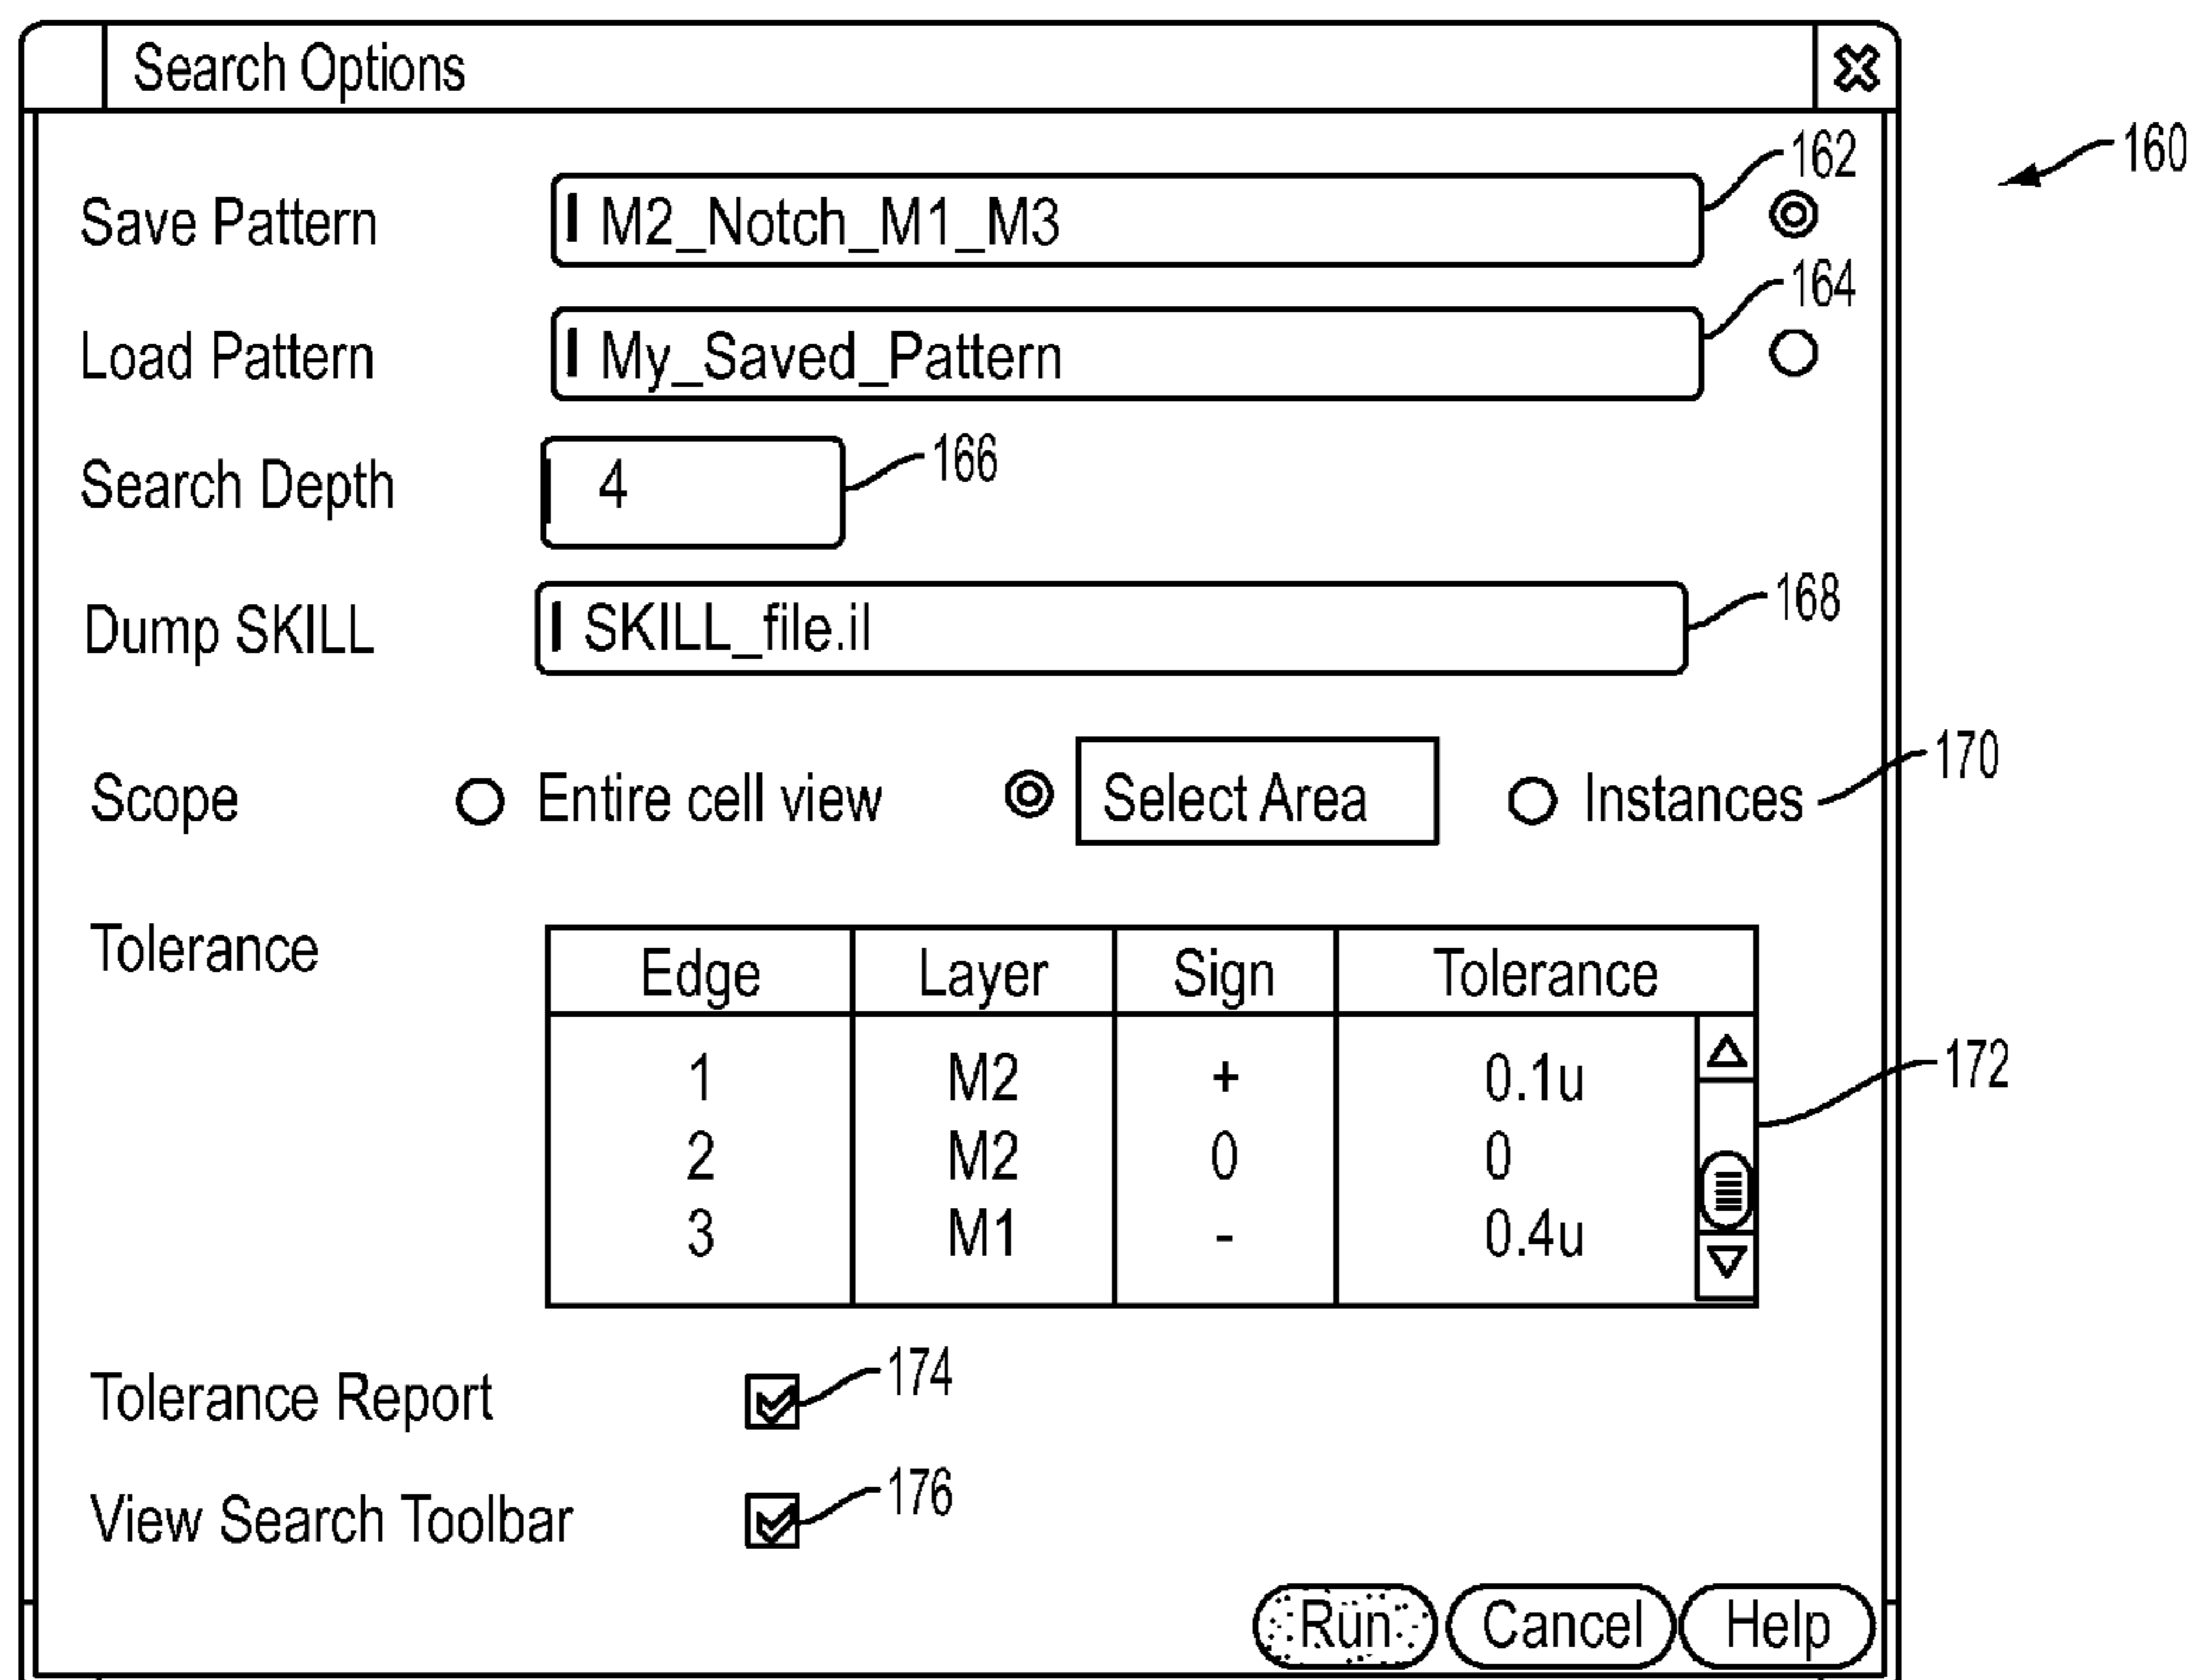 Search Options
160
162
Save Pattern M2_Notch_M1_M3
164
Load Pattern My_Saved_Pattern
Search Depth 4 166
Dump SKILL SKILL_file.il 168
Scope Entire cell view Select Area Instances 170
Tolerance
Edge Layer Sign Tolerance
1 M2 + 0.1u
172
2 M2 0 0
3 M1 - 0.4u
Tolerance Report 174
View Search Toolbar 176
Run Cancel Help